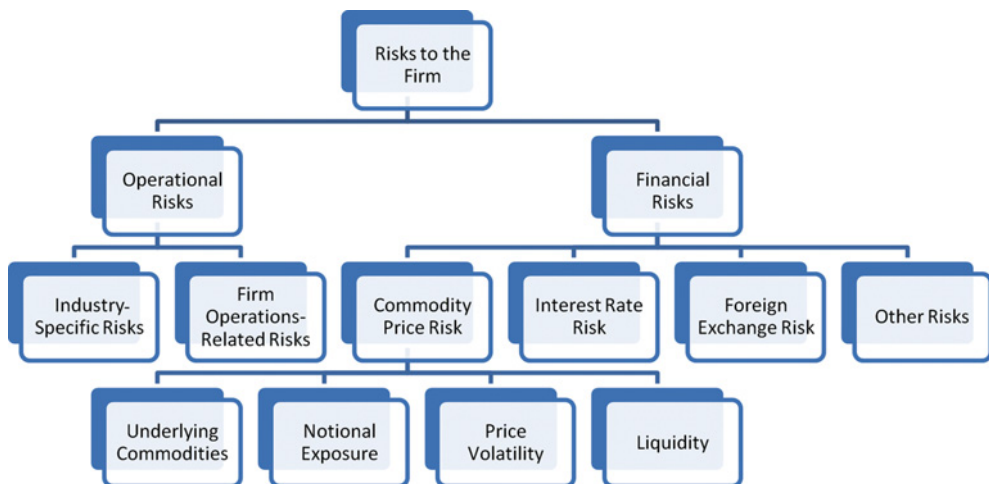 Risks to the
Firm
Operational
Risks
Financial
Risks
Industry-
Specific Risks
Firm
Operations-
Related Risks
Commodity
Price Risk
Interest Rate
Risk
Foreign
Exchange Risk
Other Risks
Underlying
Commodities
Notional
Exposure
Price
Volatility
Liquidity